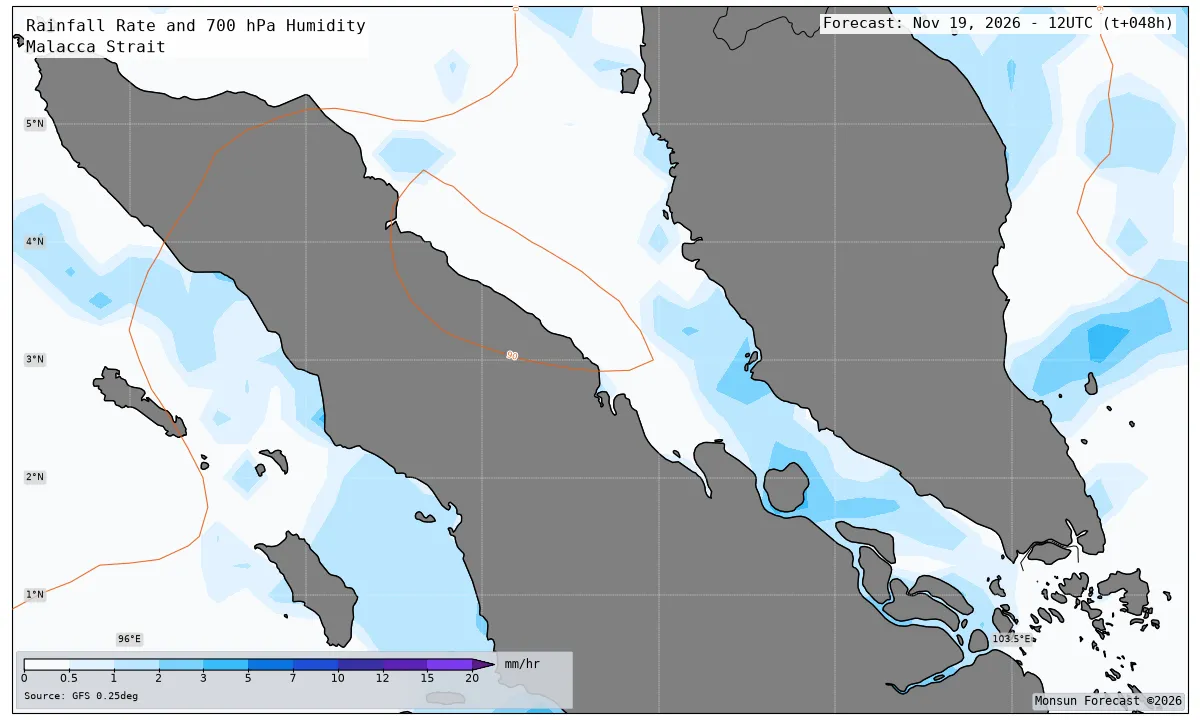 Rainfall Rate and 700 hPa Humidity
Malacca Strait
Forecast: Nov 19, 2026 - 12UTC (t+048h)
5°N
4°N
3°N
90
2°N
1°N
96°E
103.5°E
mm/hr
0 0.5 1 2 3 5 7 10 12 15 20
Source: GFS 0.25deg
Monsun Forecast ©2026